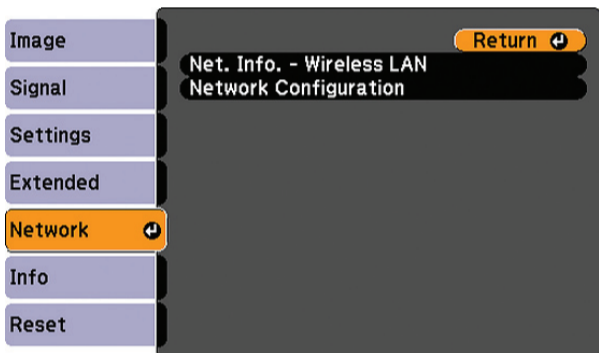 Image
Signal
Settings
Extended
Network
Info
Reset
Return
Net. Info. - Wireless LAN
Network Configuration